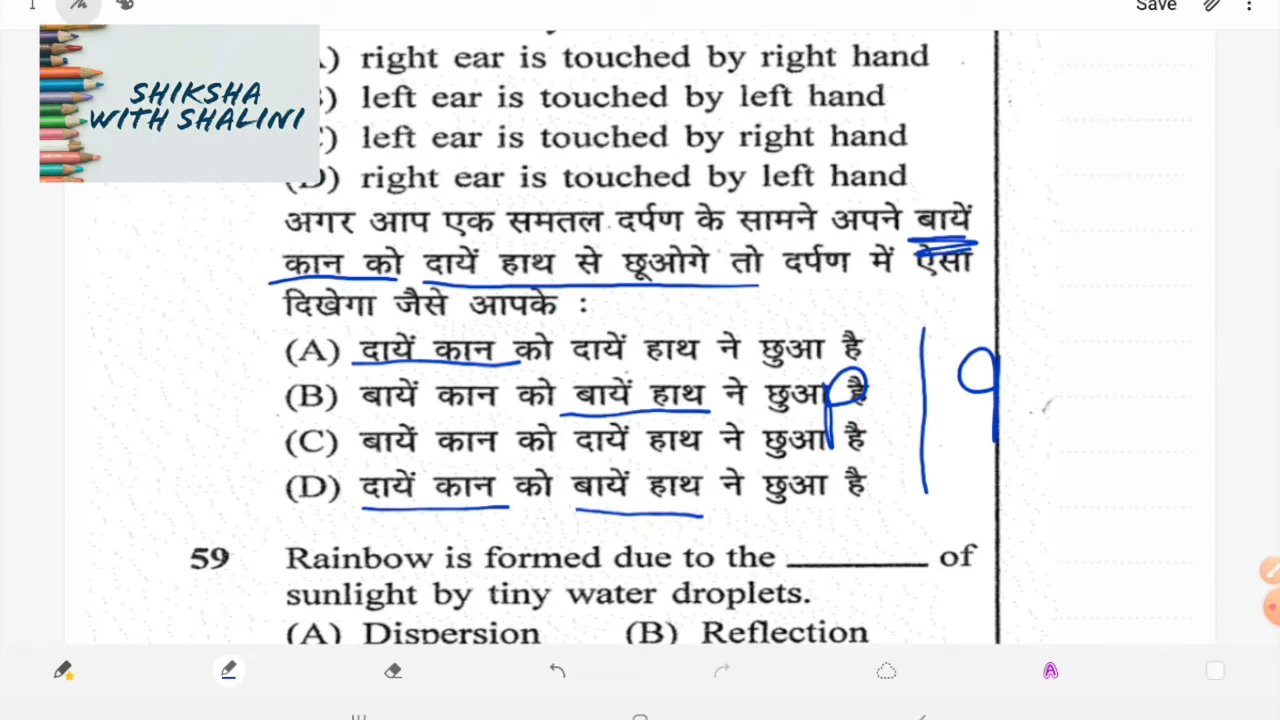 1
Save
SHIKSHA
WITH SHALINI
) right ear is touched by right hand
) left ear is touched by left hand
) left ear is touched by right hand
(D) right ear is touched by left hand
अगर आप एक समतल दर्पण के सामने अपने बायें
कान को दायें हाथ से छूओगे तो दर्पण में ऐसा
दिखेगा जैसे आपके :
(A) दायें कान को दायें हाथ ने छुआ है
(B) बायें कान को बायें हाथ ने छुआ है
(C) बायें कान को दायें हाथ ने छुआ है
(D) दायें कान को बायें हाथ ने छुआ है
P | q
59 Rainbow is formed due to the ________ of
sunlight by tiny water droplets.
(A) Dispersion (B) Reflection
A